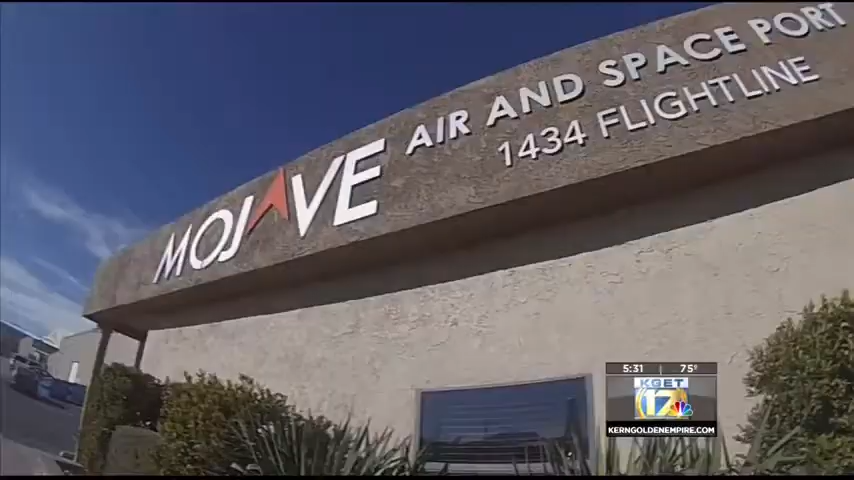 MOJAVE AIR AND SPACE PORT
1434 FLIGHTLINE
5:31 | 75°
KGET
17
KERNGOLDENEMPIRE.COM